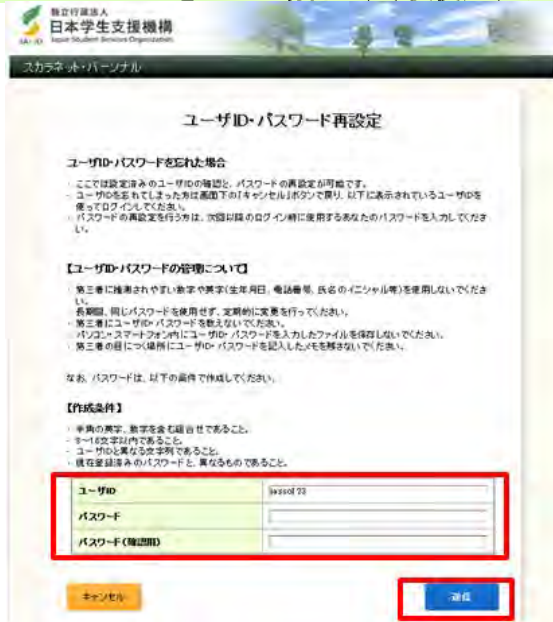 独立行政法人
日本学生支援機構
Japan Student Services Organization
スカラネット・パーソナル
ユーザID・パスワード再設定
ユーザID・パスワードを忘れた場合
・ここでは設定済みのユーザIDの確認と、パスワードの再設定が可能です。
・ユーザIDを忘れてしまった方は画面下の「キャンセル」ボタンで戻り、以下に表示されているユーザIDを
使ってログインしてください。
・パスワードの再設定を行う方は、次回以降のログイン時に使用するあなたのパスワードを入力してくださ
い。
【ユーザID・パスワードの管理について】
・第三者に推測されやすい数字や英字(生年月日、電話番号、氏名のイニシャル等)を使用しないでくださ
い。
・長期間、同じパスワードを使用せず、定期的に変更を行ってください。
・第三者にユーザID・パスワードを教えないでください。
・パソコン・スマートフォン内にユーザID・パスワードを入力したファイルを保存しないでください。
・第三者の目につく場所にユーザID・パスワードを記入したメモを残さないでください。
なお、パスワードは、以下の条件で作成してください。
【作成条件】
・半角の英字、数字を含む組合せであること。
文字以内であること。
・ユーザIDと異なる文字列であること。
・現在登録済みのパスワードと、異なるものであること。
ユーザID
パスワード
パスワード(確認用)
キャンセル
送信